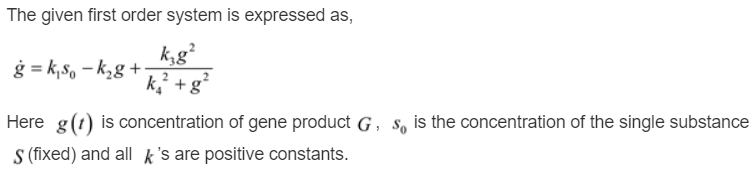 The given first order system is expressed as,
ġ = k₁s₀ − k₂g + k₃g² / (k₄² + g²)
Here g(t) is concentration of gene product G, s₀ is the concentration of the single substance
S (fixed) and all k's are positive constants.